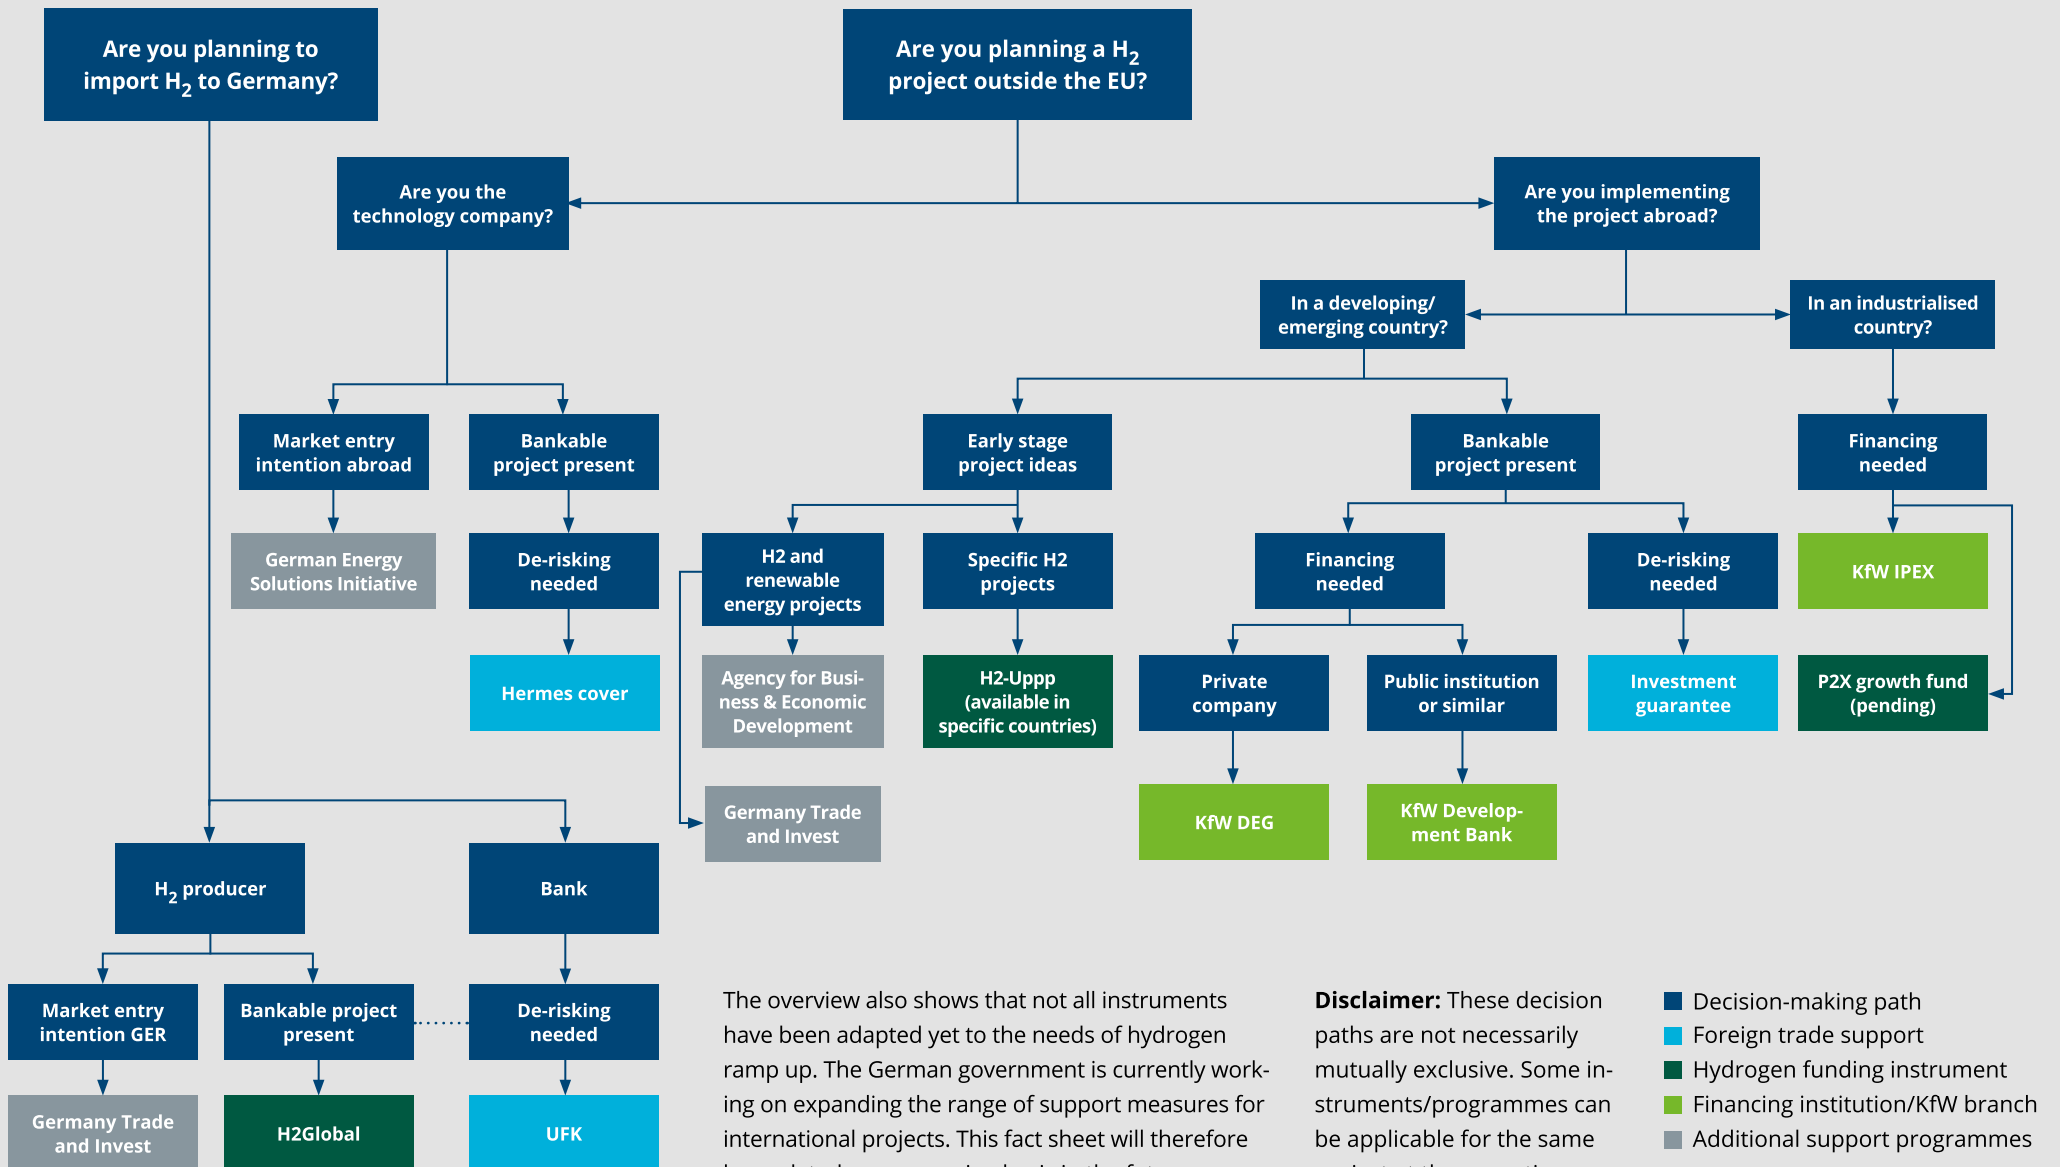 Are you planning to
import H₂ to Germany?
Are you planning a H₂
project outside the EU?
Are you the
technology company?
Are you implementing
the project abroad?
In a developing/
emerging country?
In an industrialised
country?
Market entry
intention abroad
Bankable
project present
Early stage
project ideas
Bankable
project present
Financing
needed
German Energy
Solutions Initiative
De-risking
needed
H2 and
renewable
energy projects
Specific H2
projects
Financing
needed
De-risking
needed
KfW IPEX
Hermes cover
Agency for Busi-
ness & Economic
Development
H2-Uppp
(available in
specific countries)
Private
company
Public institution
or similar
Investment
guarantee
P2X growth fund
(pending)
Germany Trade
and Invest
KfW DEG
KfW Develop-
ment Bank
H₂ producer
Bank
Market entry
intention GER
Bankable project
present
De-risking
needed
Germany Trade
and Invest
H2Global
UFK
The overview also shows that not all instruments
have been adapted yet to the needs of hydrogen
ramp up. The German government is currently work-
ing on expanding the range of support measures for
international projects. This fact sheet will therefore
Disclaimer: These decision
paths are not necessarily
mutually exclusive. Some in-
struments/programmes can
be applicable for the same
Decision-making path
Foreign trade support
Hydrogen funding instrument
Financing institution/KfW branch
Additional support programmes